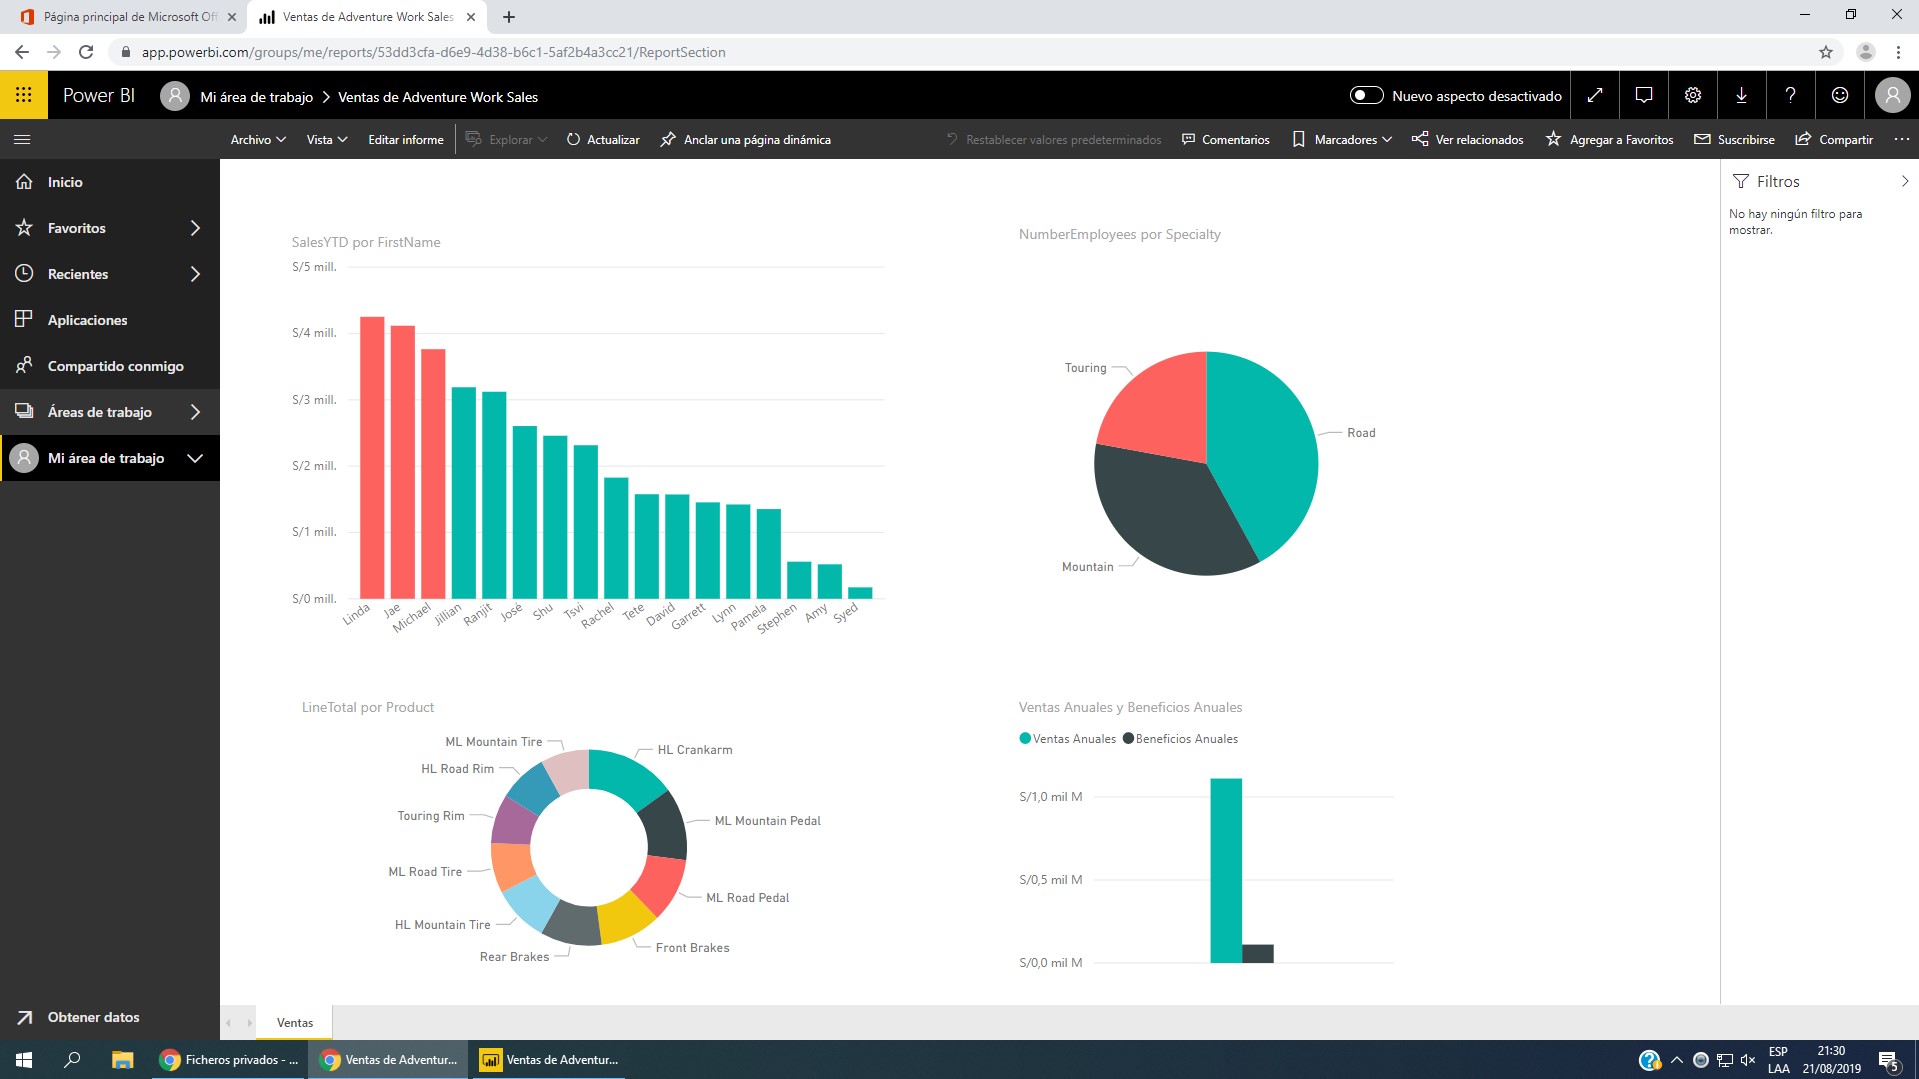 Página principal de Microsoft Off
Ventas de Adventure Work Sales
app.powerbi.com/groups/me/reports/53dd3cfa-d6e9-4d38-b6c1-5af2b4a3cc21/ReportSection
Power BI
Mi área de trabajo > Ventas de Adventure Work Sales
Nuevo aspecto desactivado
Archivo
Vista
Editar informe
Explorar
Actualizar
Anclar una página dinámica
Restablecer valores predeterminados
Comentarios
Marcadores
Ver relacionados
Agregar a Favoritos
Suscribirse
Compartir
Inicio
Favoritos
Recientes
Aplicaciones
Compartido conmigo
Áreas de trabajo
Mi área de trabajo
Obtener datos
SalesYTD por FirstName
S/5 mill.
S/4 mill.
S/3 mill.
S/2 mill.
S/1 mill.
S/0 mill.
Linda
Jae
Michael
Jillian
Ranjit
José
Shu
Tsvi
Rachel
Tete
David
Garrett
Lynn
Pamela
Stephen
Amy
Syed
NumberEmployees por Specialty
Touring
Road
Mountain
LineTotal por Product
ML Mountain Tire
HL Crankarm
HL Road Rim
Touring Rim
ML Mountain Pedal
ML Road Tire
ML Road Pedal
HL Mountain Tire
Front Brakes
Rear Brakes
Ventas Anuales y Beneficios Anuales
Ventas Anuales
Beneficios Anuales
S/1,0 mil M
S/0,5 mil M
S/0,0 mil M
Filtros
No hay ningún filtro para
mostrar.
Ventas
Ficheros privados - ...
Ventas de Adventur...
Ventas de Adventur...
ESP
LAA
21:30
21/08/2019
5